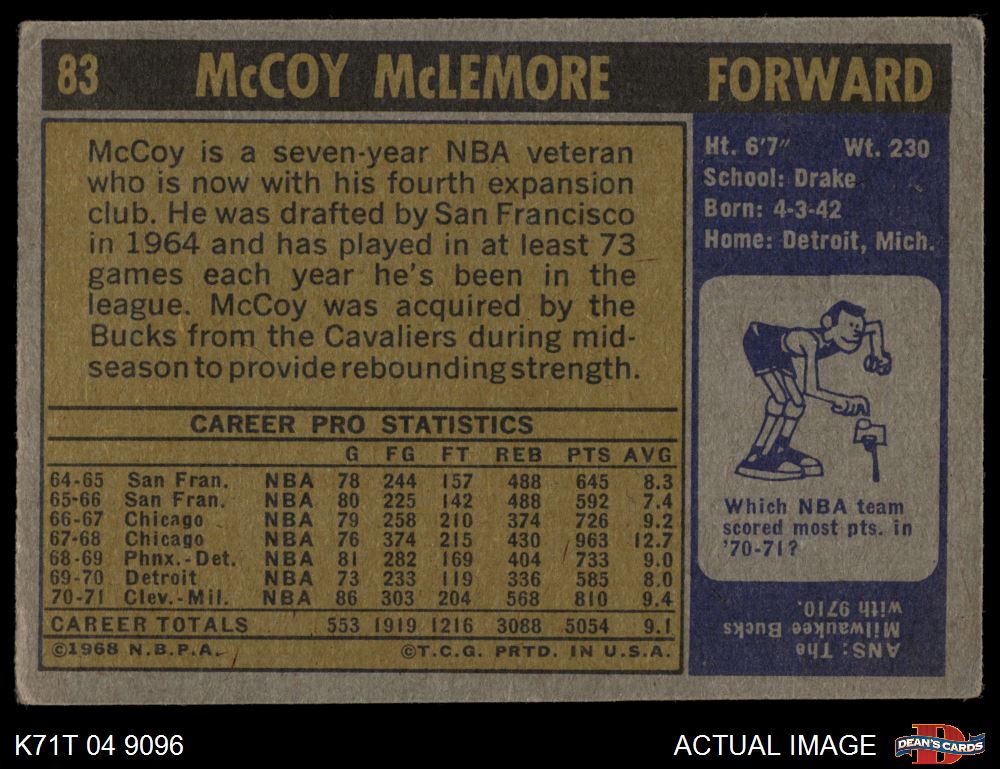 83 McCOY McLEMORE FORWARD
McCoy is a seven-year NBA veteran
who is now with his fourth expansion
club. He was drafted by San Francisco
in 1964 and has played in at least 73
games each year he's been in the
league. McCoy was acquired by the
Bucks from the Cavaliers during mid-
season to provide rebounding strength.
CAREER PRO STATISTICS
G FG FT REB PTS AVG
64-65 San Fran. NBA 78 244 157 488 645 8.3
65-66 San Fran. NBA 80 225 142 488 592 7.4
66-67 Chicago NBA 79 258 210 374 726 9.2
67-68 Chicago NBA 76 374 215 430 963 12.7
68-69 Phnx.-Det. NBA 81 282 169 404 733 9.0
69-70 Detroit NBA 73 233 119 336 585 8.0
70-71 Clev.-Mil. NBA 86 303 204 568 810 9.4
CAREER TOTALS 553 1919 1216 3088 5054 9.1
©1968 N.B.P.A. ©T.C.G. PRTD. IN U.S.A.
Ht. 6'7" Wt. 230
School: Drake
Born: 4-3-42
Home: Detroit, Mich.
Which NBA team
scored most pts. in
'70-71?
ANS: The
Milwaukee Bucks
with 9710.
K71T 04 9096
ACTUAL IMAGE
D
DEAN'S CARDS